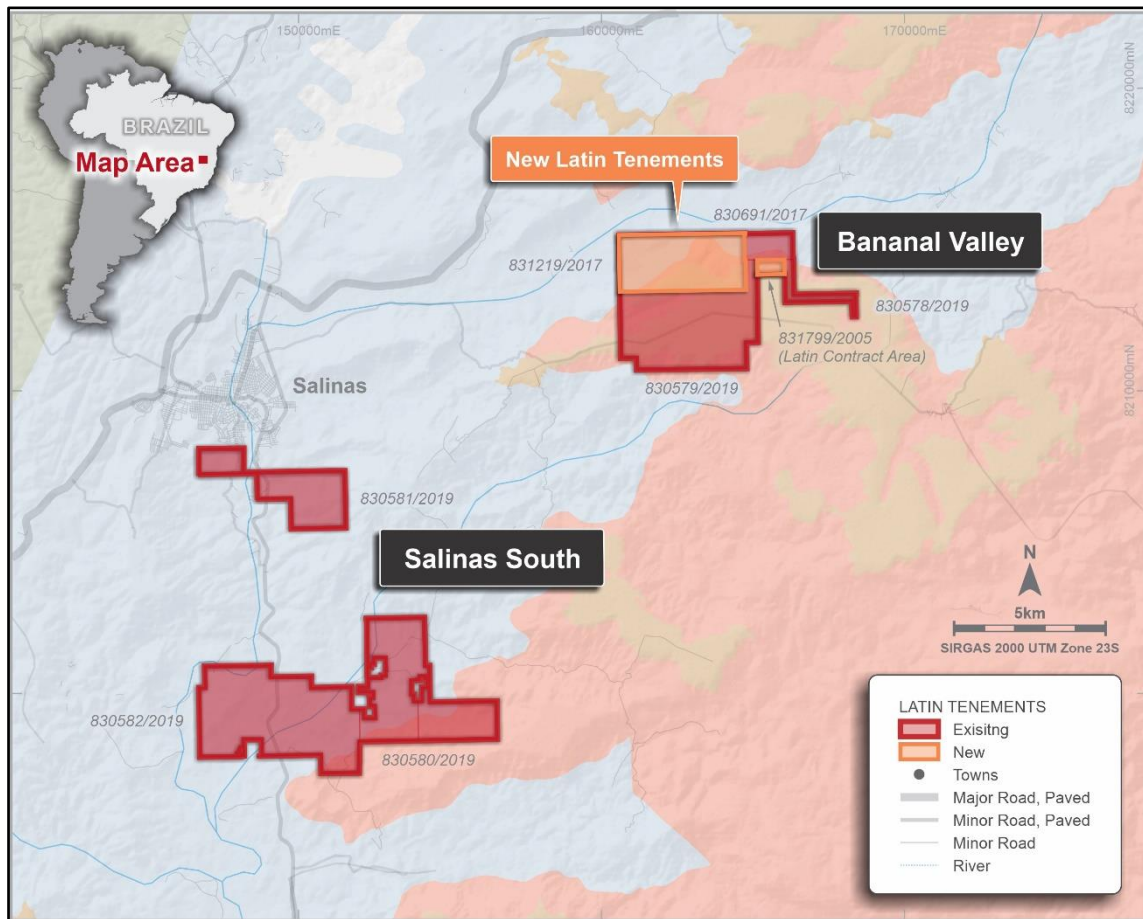 150000mE
160000mE
170000mE
8220000mN
BRAZIL
Map Area
New Latin Tenements
830691/2017
Bananal Valley
831219/2017
830578/2019
831799/2005
(Latin Contract Area)
830579/2019
8210000mN
Salinas
830581/2019
Salinas South
N
5km
SIRGAS 2000 UTM Zone 23S
830582/2019
830580/2019
LATIN TENEMENTS
Exisitng
New
Towns
Major Road, Paved
Minor Road, Paved
Minor Road
River